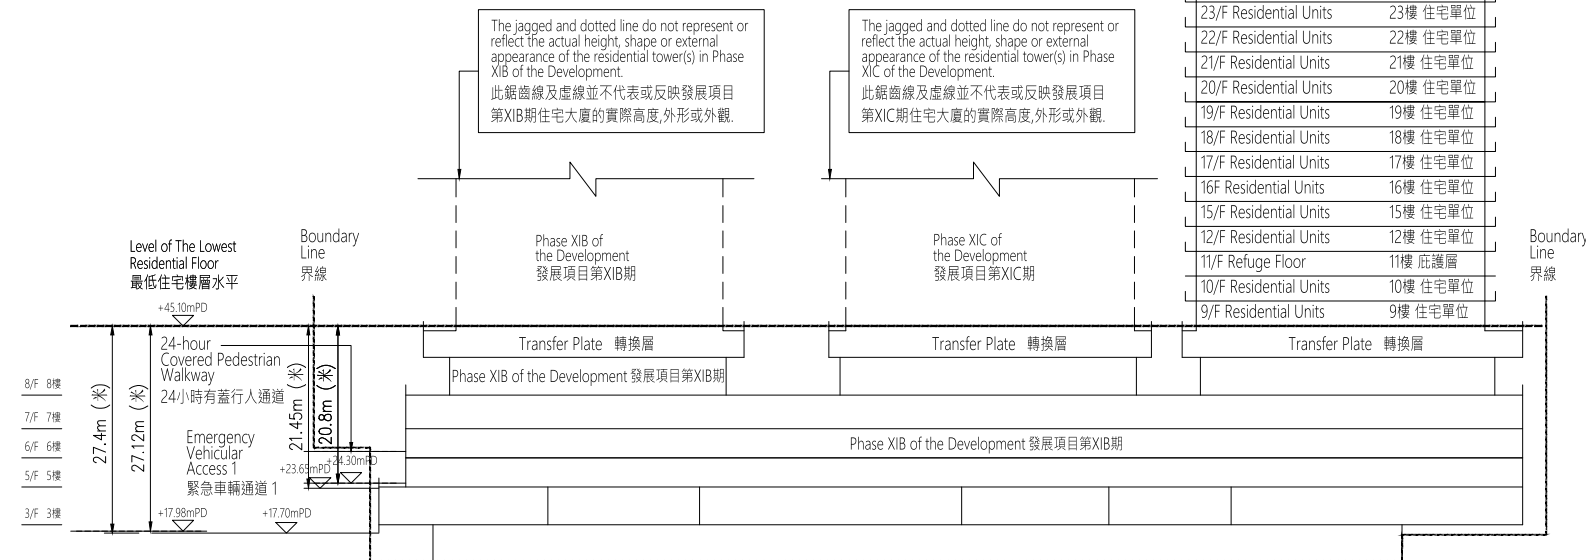 The jagged and dotted line do not represent or
reflect the actual height, shape or external
appearance of the residential tower(s) in Phase
XIB of the Development.
此鋸齒線及虛線並不代表或反映發展項目
第XIB期住宅大廈的實際高度,外形或外觀.
The jagged and dotted line do not represent or
reflect the actual height, shape or external
appearance of the residential tower(s) in Phase
XIC of the Development.
此鋸齒線及虛線並不代表或反映發展項目
第XIC期住宅大廈的實際高度,外形或外觀.
23/F Residential Units 23樓 住宅單位
22/F Residential Units 22樓 住宅單位
21/F Residential Units 21樓 住宅單位
20/F Residential Units 20樓 住宅單位
19/F Residential Units 19樓 住宅單位
18/F Residential Units 18樓 住宅單位
17/F Residential Units 17樓 住宅單位
16F Residential Units 16樓 住宅單位
15/F Residential Units 15樓 住宅單位
12/F Residential Units 12樓 住宅單位
11/F Refuge Floor 11樓 庇護層
10/F Residential Units 10樓 住宅單位
9/F Residential Units 9樓 住宅單位
Level of The Lowest
Residential Floor
最低住宅樓層水平
+45.10mPD
Boundary
Line
界線
Phase XIB of
the Development
發展項目第XIB期
Phase XIC of
the Development
發展項目第XIC期
Boundary
Line
界線
24-hour
Covered Pedestrian
Walkway
24小時有蓋行人通道
Transfer Plate 轉換層
Transfer Plate 轉換層
Transfer Plate 轉換層
Phase XIB of the Development 發展項目第XIB期
8/F 8樓
7/F 7樓
6/F 6樓
5/F 5樓
3/F 3樓
27.4m (米)
27.12m (米)
21.45m (米)
20.8m (米)
Emergency
Vehicular
Access 1
緊急車輛通道 1
+23.65mPD
+24.30mPD
Phase XIB of the Development 發展項目第XIB期
+17.98mPD
+17.70mPD